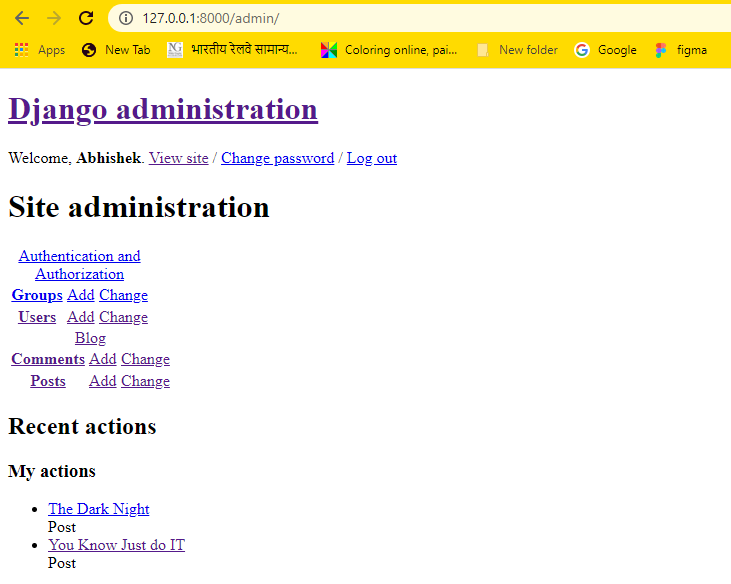 127.0.0.1:8000/admin/
Apps New Tab भारतीय रेलवे सामान्य... Coloring online, pai... New folder Google figma
Django administration
Welcome, Abhishek. View site / Change password / Log out
Site administration
Authentication and
Authorization
Groups Add Change
Users Add Change
Blog
Comments Add Change
Posts Add Change
Recent actions
My actions
The Dark Night
Post
You Know Just do IT
Post